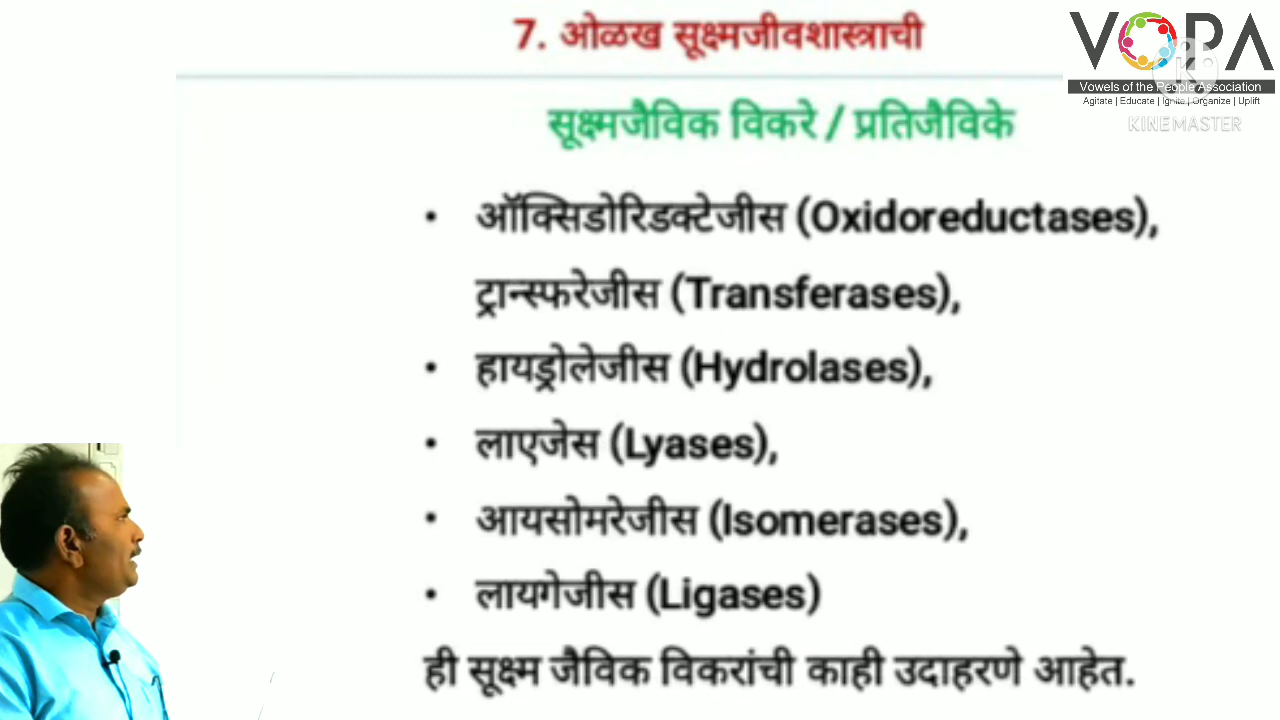 7. ओळख सूक्ष्मजीवशास्त्राची
VOPA
Vowels of the People Association
Agitate | Educate | Ignite | Organize | Uplift
KINEMASTER
सूक्ष्मजैविक विकरे / प्रतिजैविके
• ऑक्सिडोरिडक्टेजीस (Oxidoreductases),
ट्रान्स्फरेजीस (Transferases),
• हायड्रोलेजीस (Hydrolases),
• लाएजेस (Lyases),
• आयसोमरेजीस (Isomerases),
• लायगेजीस (Ligases)
ही सूक्ष्म जैविक विकरांची काही उदाहरणे आहेत.